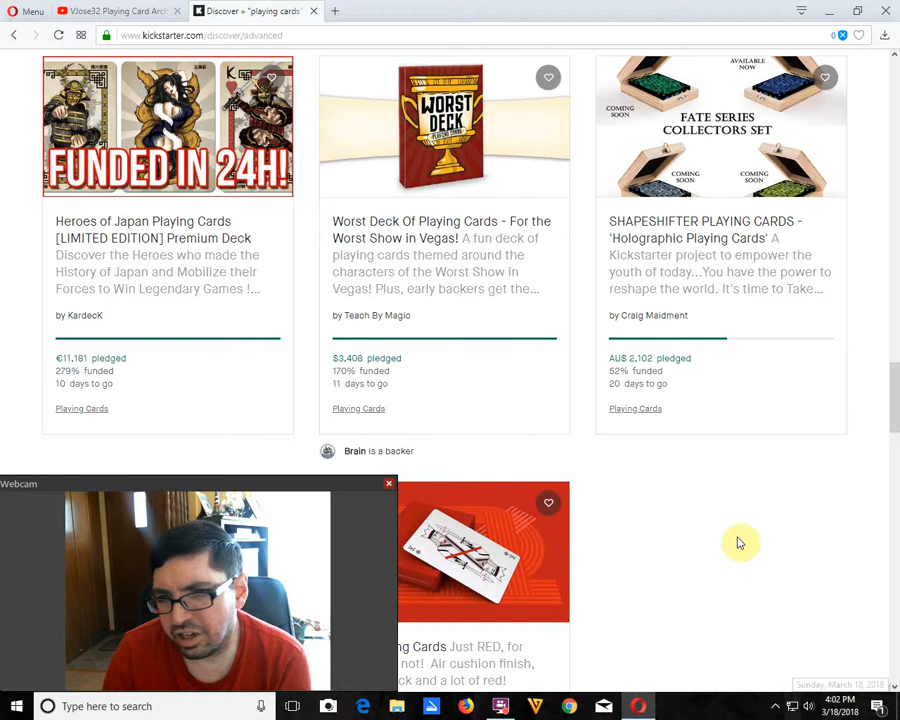 Menu
VJose32 Playing Card Arch
Discover » "playing cards"
www.kickstarter.com/discover/advanced
0
FUNDED IN 24H!
K
WORST
DECK
PLAYING CARDS
AVAILABLE
NOW
COMING
SOON
FATE SERIES
COLLECTORS SET
COMING
SOON
COMING
SOON
Heroes of Japan Playing Cards
[LIMITED EDITION] Premium Deck
Discover the Heroes who made the
History of Japan and Mobilize their
Forces to Win Legendary Games !...
by KardecK
€11,181 pledged
279% funded
10 days to go
Playing Cards
Worst Deck Of Playing Cards - For the
Worst Show in Vegas! A fun deck of
playing cards themed around the
characters of the Worst Show in
Vegas! Plus, early backers get the...
by Teach By Magic
$3,408 pledged
170% funded
11 days to go
Playing Cards
Brain is a backer
SHAPESHIFTER PLAYING CARDS -
'Holographic Playing Cards' A
Kickstarter project to empower the
youth of today...You have the power to
reshape the world. It's time to Take...
by Craig Maidment
AU$ 2,102 pledged
52% funded
20 days to go
Playing Cards
Webcam
ng Cards Just RED, for
not! Air cushion finish,
ck and a lot of red!
Sunday, March 18, 2018
Type here to search
4:02 PM
3/18/2018
1